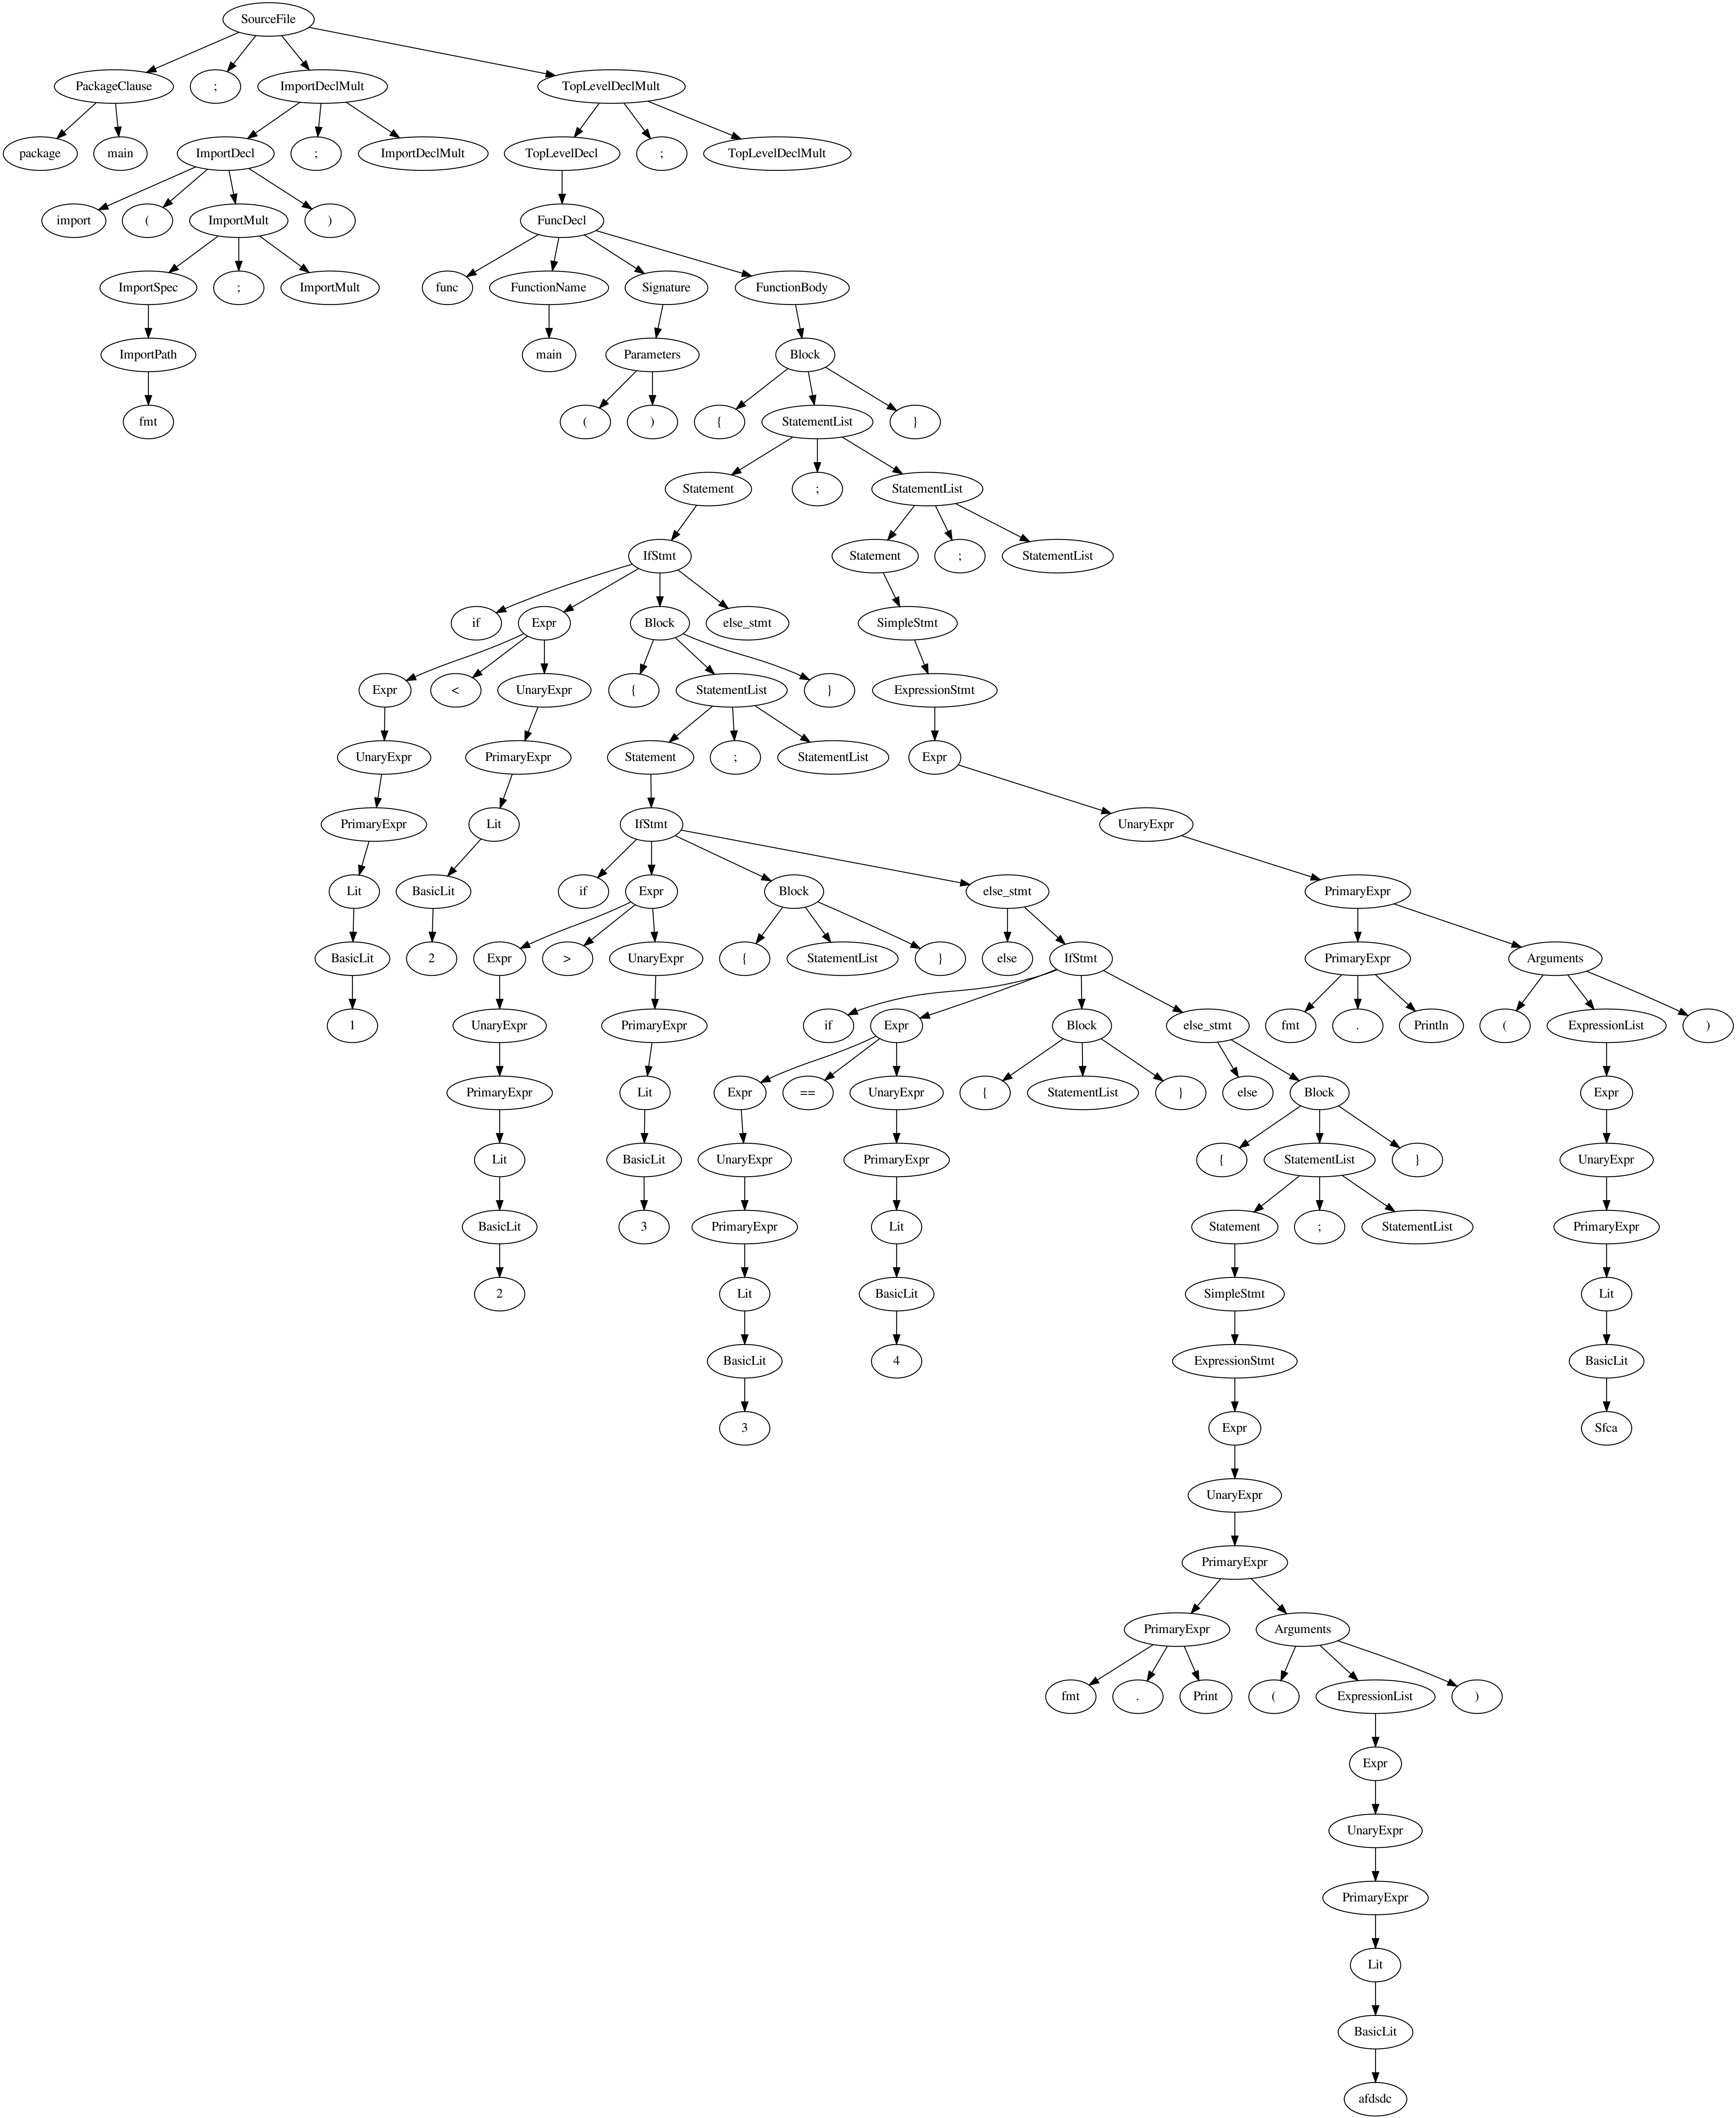 SourceFile
PackageClause ; ImportDeclMult TopLevelDeclMult
package main ImportDecl ; ImportDeclMult TopLevelDecl ; TopLevelDeclMult
import ( ImportMult ) FuncDecl
ImportSpec ; ImportMult func FunctionName Signature FunctionBody
ImportPath main Parameters Block
fmt ( ) { StatementList }
Statement ; StatementList
IfStmt Statement ; StatementList
if Expr Block else_stmt SimpleStmt
Expr < UnaryExpr { StatementList } ExpressionStmt
UnaryExpr PrimaryExpr Statement ; StatementList Expr
PrimaryExpr Lit IfStmt UnaryExpr
Lit BasicLit if Expr Block else_stmt PrimaryExpr
BasicLit 2 Expr > UnaryExpr { StatementList } else IfStmt PrimaryExpr Arguments
1 UnaryExpr PrimaryExpr if Expr Block else_stmt fmt . Println ( ExpressionList )
PrimaryExpr Lit Expr == UnaryExpr { StatementList } else Block Expr
Lit BasicLit UnaryExpr PrimaryExpr { StatementList } UnaryExpr
BasicLit 3 PrimaryExpr Lit Statement ; StatementList PrimaryExpr
2 Lit BasicLit SimpleStmt Lit
BasicLit 4 ExpressionStmt BasicLit
3 Expr Sfca
UnaryExpr
PrimaryExpr
PrimaryExpr Arguments
fmt . Print ( ExpressionList )
Expr
UnaryExpr
PrimaryExpr
Lit
BasicLit
afdsdc